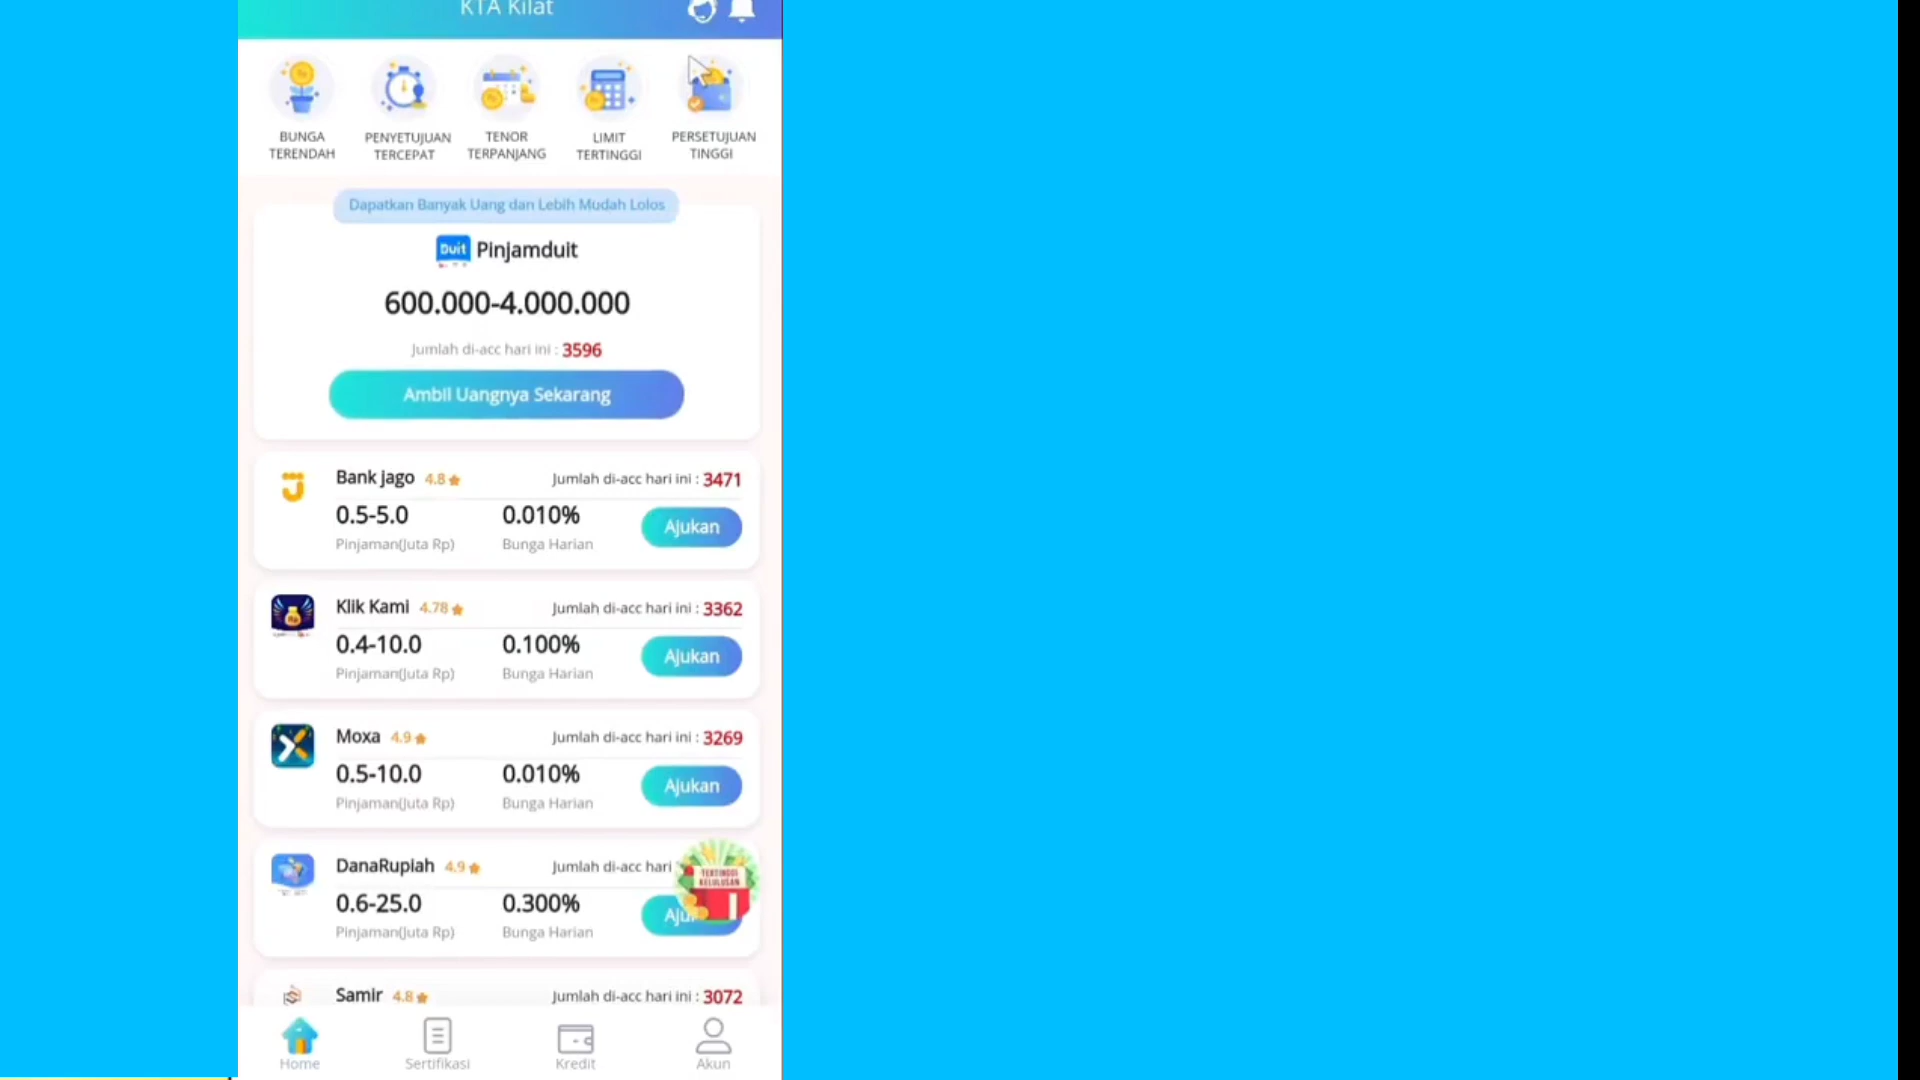 KTA Kilat
BUNGA
TERENDAH
PENYETUJUAN
TERCEPAT
TENOR
TERPANJANG
LIMIT
TERTINGGI
PERSETUJUAN
TINGGI
Dapatkan Banyak Uang dan Lebih Mudah Lolos
Duit Pinjamduit
600.000-4.000.000
Jumlah di-acc hari ini : 3596
Ambil Uangnya Sekarang
Bank jago 4.8 Jumlah di-acc hari ini : 3471
0.5-5.0 0.010% Ajukan
Pinjaman(Juta Rp) Bunga Harian
Klik Kami 4.78 Jumlah di-acc hari ini : 3362
0.4-10.0 0.100% Ajukan
Pinjaman(Juta Rp) Bunga Harian
Moxa 4.9 Jumlah di-acc hari ini : 3269
0.5-10.0 0.010% Ajukan
Pinjaman(Juta Rp) Bunga Harian
DanaRupiah 4.9 Jumlah di-acc hari
TERTINGGI
KELULUSAN
0.6-25.0 0.300% Aju
Pinjaman(Juta Rp) Bunga Harian
Samir 4.8 Jumlah di-acc hari ini : 3072
Home Sertifikasi Kredit Akun